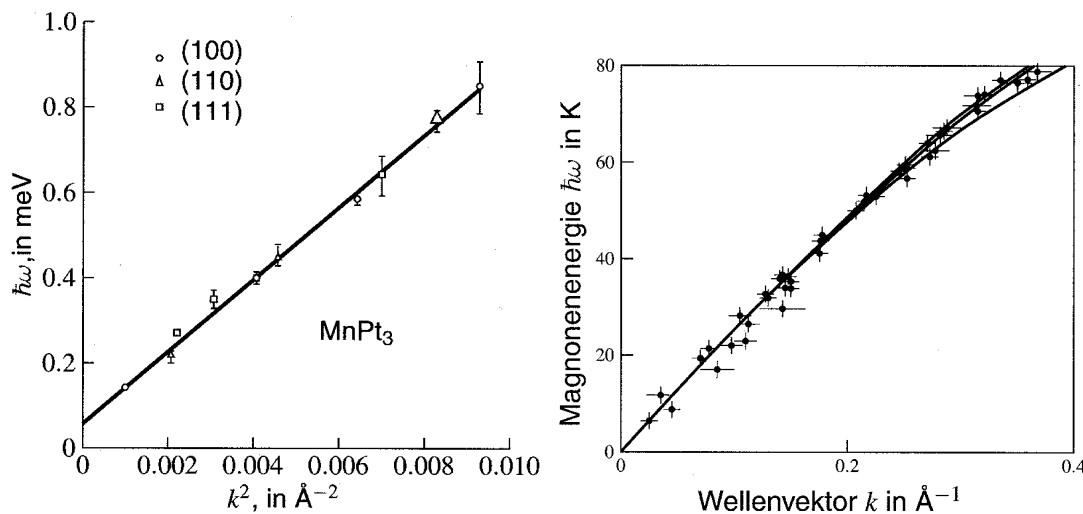 1.0
0.8
0.6
0.4
0.2
0
ħω, in meV
(100)
(110)
(111)
MnPt₃
0 0.002 0.004 0.006 0.008 0.010
k², in Å⁻²
80
60
40
20
0
Magnonenergie ħω in K
0 0.2 0.4
Wellenvektor k in Å⁻¹